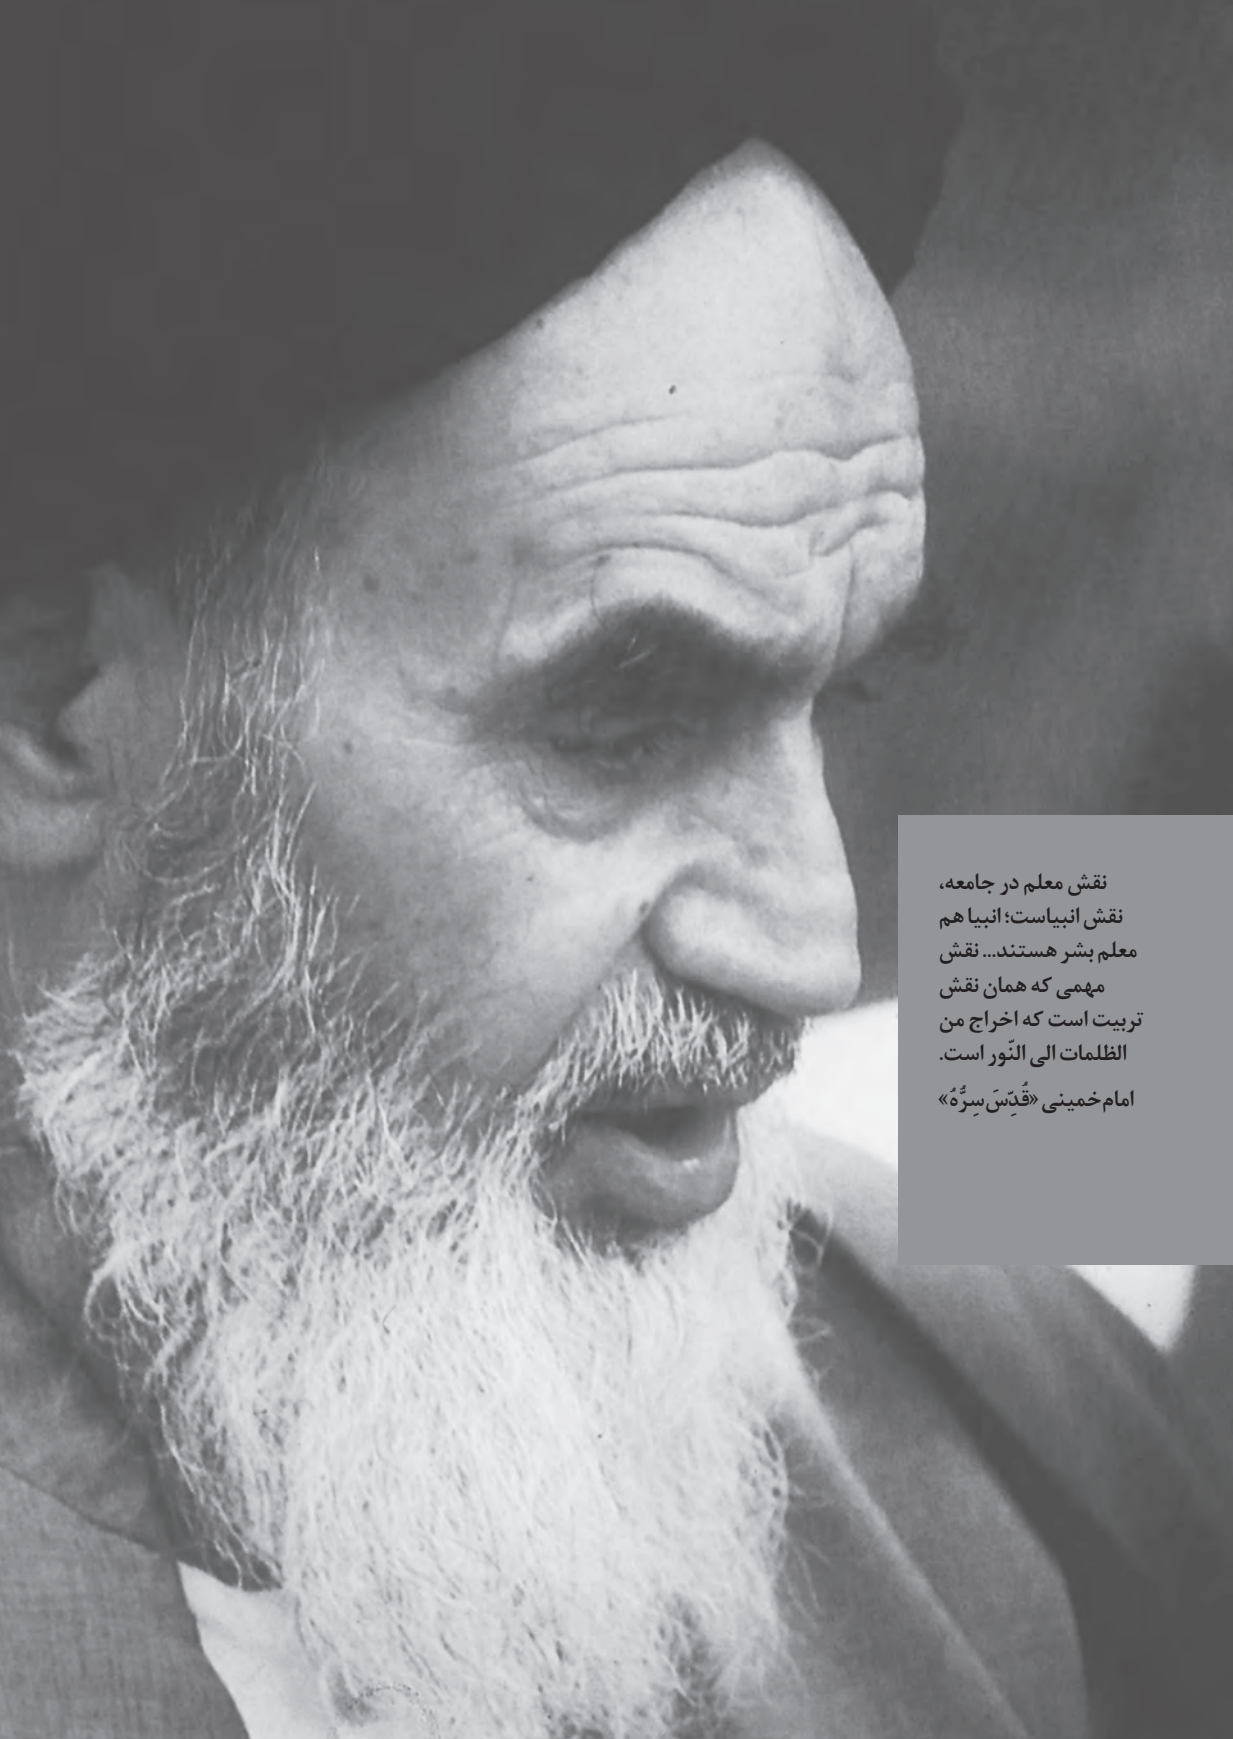 نقش معلم در جامعه،
نقش انبیاست؛ انبیا هم
معلم بشر هستند... نقش
مهمی که همان نقش
تربیت است که اخراج من
الظلمات الی النّور است.
امام خمینی «قُدِّسَ سِرُّهُ»